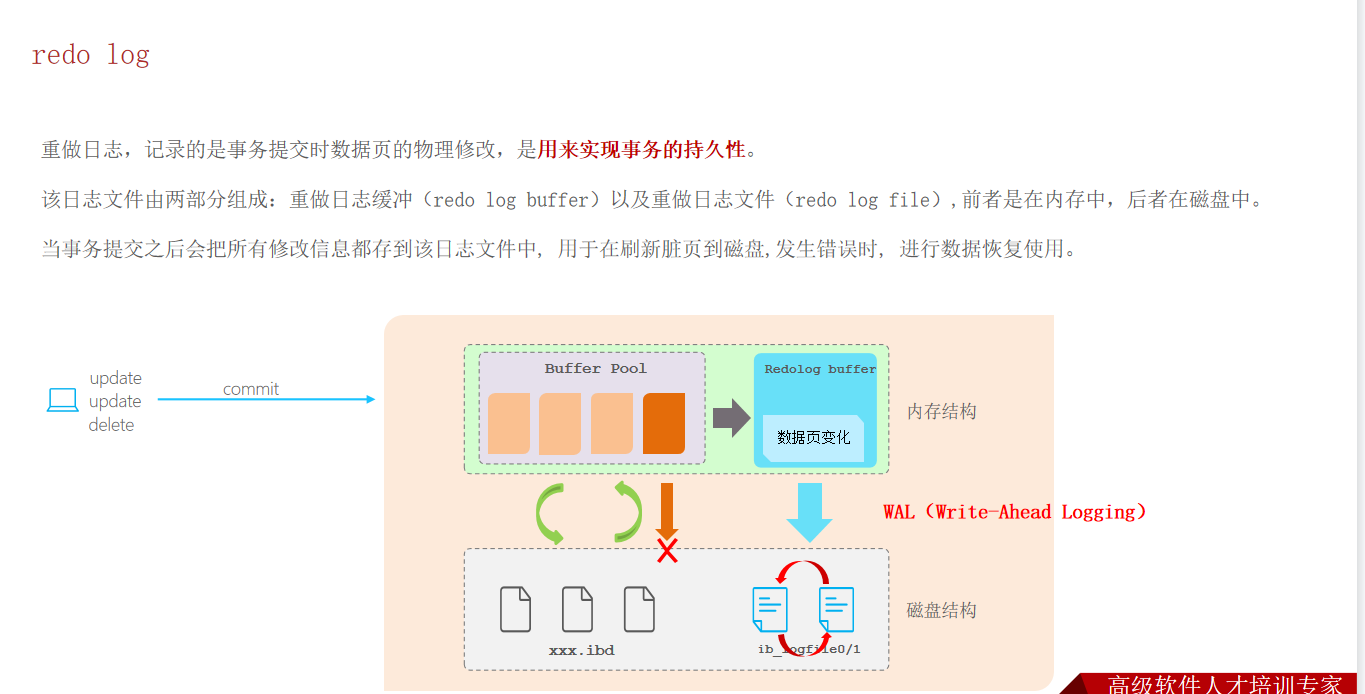 redo log
重做日志，记录的是事务提交时数据页的物理修改，是用来实现事务的持久性。
该日志文件由两部分组成：重做日志缓冲（redo log buffer）以及重做日志文件（redo log file）,前者是在内存中，后者在磁盘中。
当事务提交之后会把所有修改信息都存到该日志文件中, 用于在刷新脏页到磁盘,发生错误时, 进行数据恢复使用。
update
update
delete
commit
Buffer Pool
Redolog buffer
数据页变化
内存结构
WAL（Write-Ahead Logging）
xxx.ibd
ib_logfile0/1
磁盘结构
高级软件人才培训专家